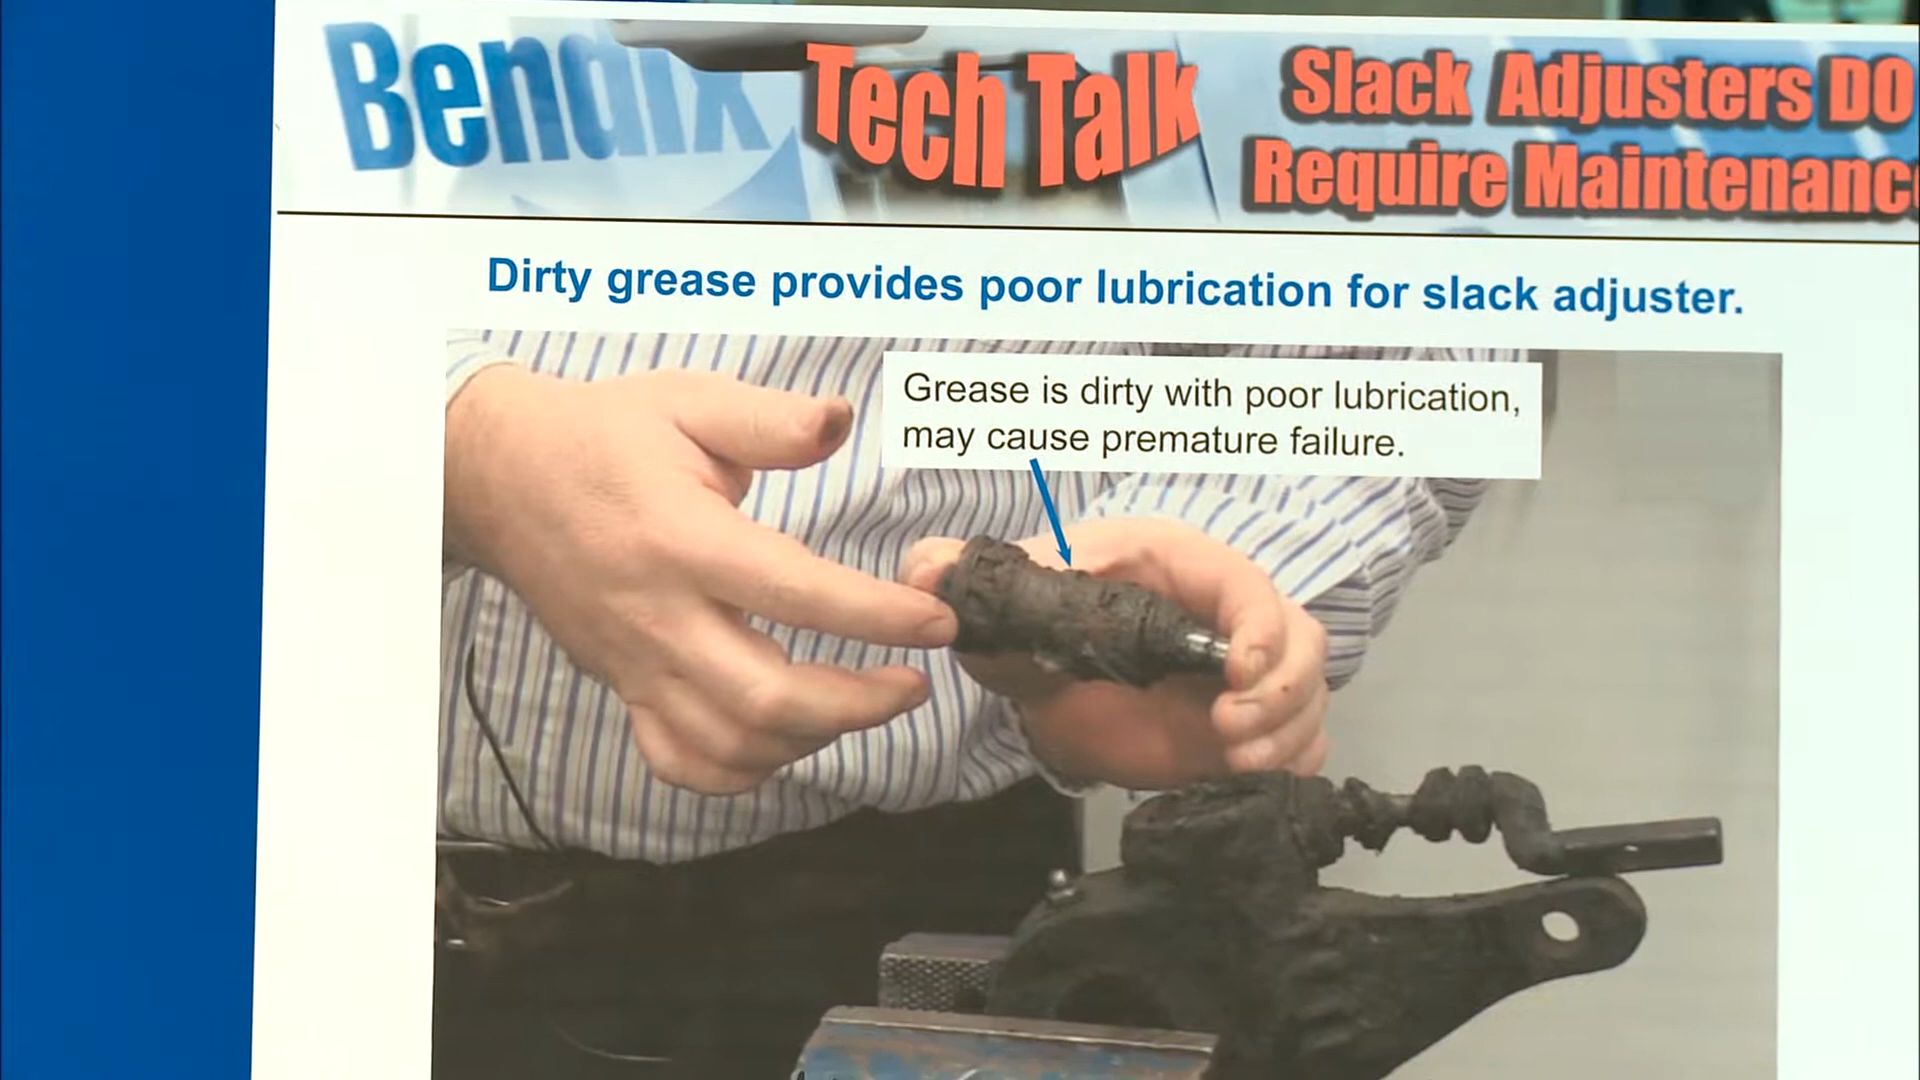 Bendix Tech Talk
Slack Adjusters DO
Require Maintenance
Dirty grease provides poor lubrication for slack adjuster.
Grease is dirty with poor lubrication,
may cause premature failure.